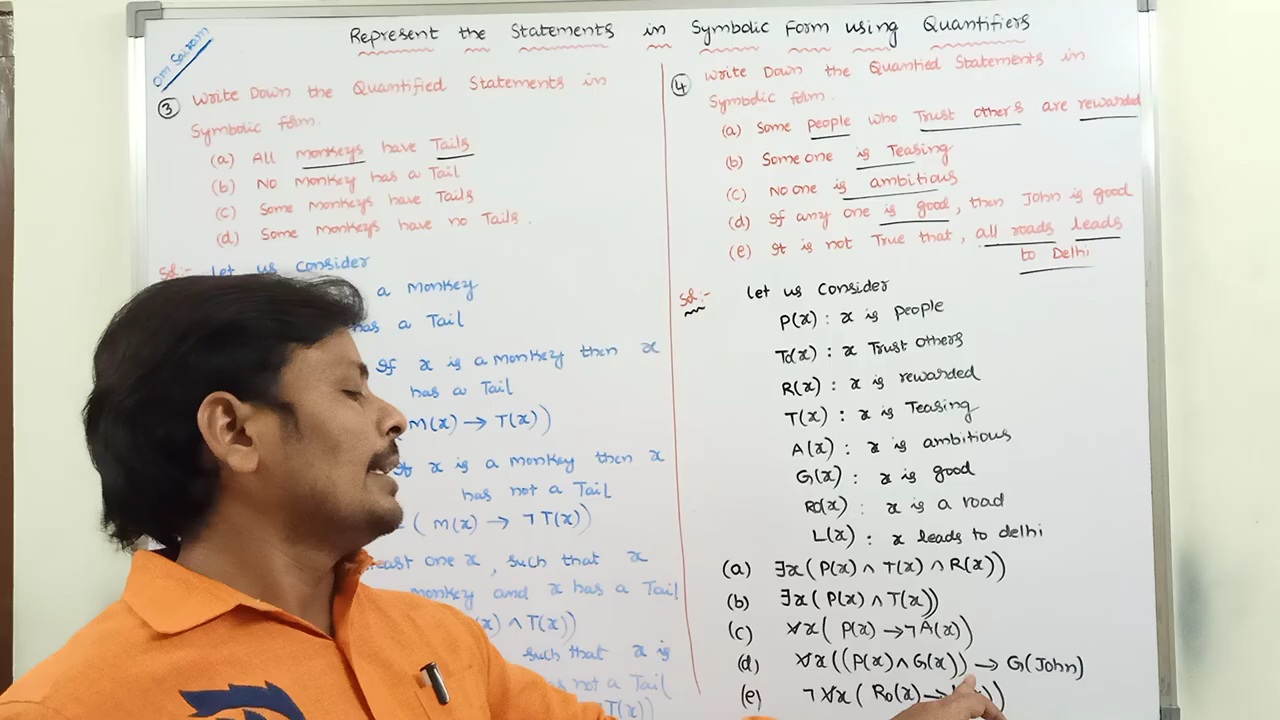 Represent the Statements in Symbolic Form using Quantifiers
Om Sairam
③ Write Down the Quantified Statements in
Symbolic form.
(a) All monkeys have Tails
(b) No Monkey has a Tail
(c) Some Monkeys have Tails
(d) Some Monkeys have no Tails.
Sol:- Let us consider
a Monkey
has a Tail
If x is a monkey then x
has a Tail
M(x) → T(x))
If x is a monkey then x
has not a Tail
( M(x) → ¬T(x))
least one x, such that x
monkey and x has a Tail
(x) ∧ T(x))
such that x is
has not a Tail
T(x))
④ Write Down the Quantied Statements in
Symbolic form.
(a) Some People who Trust others are rewarded
(b) Someone is Teasing
(c) No one is ambitious
(d) If any one is good, then John is good
(e) It is not True that, all roads leads
to Delhi
Sol:- Let us Consider
P(x) : x is people
To(x) : x Trust others
R(x) : x is rewarded
T(x) : x is Teasing
A(x) : x is ambitious
G(x) : x is good
Ro(x) : x is a road
L(x) : x leads to delhi
(a) ∃x(P(x) ∧ T(x) ∧ R(x))
(b) ∃x(P(x) ∧ T(x))
(c) ∀x( P(x) → ¬A(x))
(d) ∀x((P(x) ∧ G(x)) → G(John)
(e) ¬∀x( Ro(x) → ))